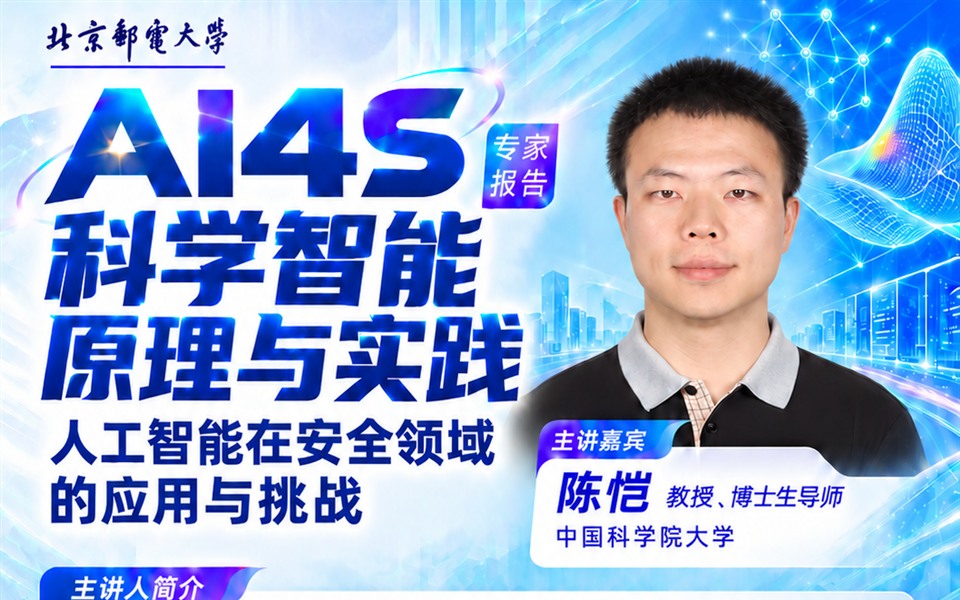 北京郵電大學
AI4S
专家
报告
科学智能
原理与实践
人工智能在安全领域
的应用与挑战
主讲嘉宾
陈恺 教授、博士生导师
中国科学院大学
主讲人简介